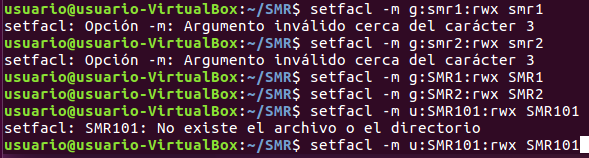 usuario@usuario-VirtualBox:~/SMR$ setfacl -m g:smr1:rwx smr1
setfacl: Opción -m: Argumento inválido cerca del carácter 3
usuario@usuario-VirtualBox:~/SMR$ setfacl -m g:smr2:rwx smr2
setfacl: Opción -m: Argumento inválido cerca del carácter 3
usuario@usuario-VirtualBox:~/SMR$ setfacl -m g:SMR1:rwx SMR1
usuario@usuario-VirtualBox:~/SMR$ setfacl -m g:SMR2:rwx SMR2
usuario@usuario-VirtualBox:~/SMR$ setfacl -m u:SMR101:rwx SMR101
setfacl: SMR101: No existe el archivo o el directorio
usuario@usuario-VirtualBox:~/SMR$ setfacl -m u:SMR101:rwx SMR101